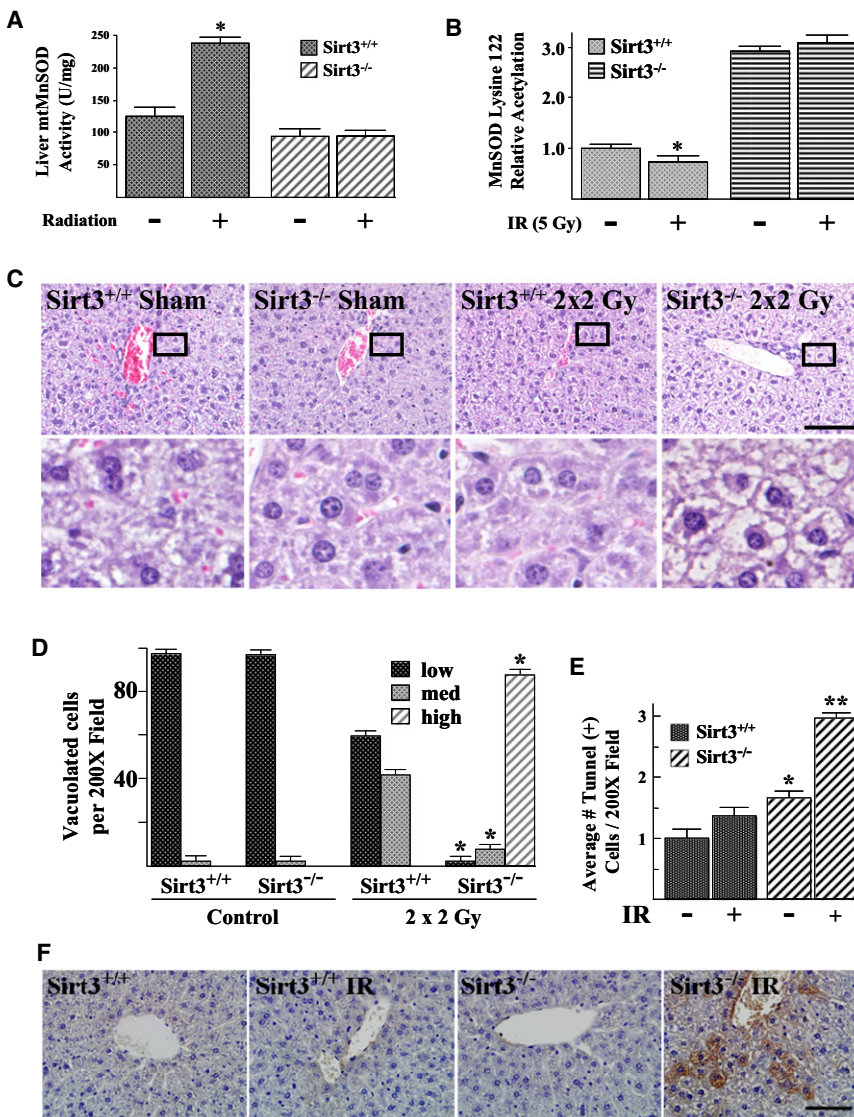 A
Liver mtMnSOD
Activity (U/mg)
250
200
150
100
50
*
Sirt3+/+
Sirt3-/-
Radiation - + - +
B
MnSOD Lysine 122
Relative Acetylation
3.0
2.0
1.0
Sirt3+/+
Sirt3-/-
*
IR (5 Gy) - + - +
C
Sirt3+/+ Sham
Sirt3-/- Sham
Sirt3+/+ 2x2 Gy
Sirt3-/- 2x2 Gy
D
Vacuolated cells
per 200X Field
80
40
low
med
high
* * *
Sirt3+/+ Sirt3-/- Sirt3+/+ Sirt3-/-
Control 2 x 2 Gy
E
Average # Tunnel (+)
Cells / 200X Field
3
2
1
Sirt3+/+
Sirt3-/-
* **
IR - + - +
F
Sirt3+/+
Sirt3+/+ IR
Sirt3-/-
Sirt3-/- IR